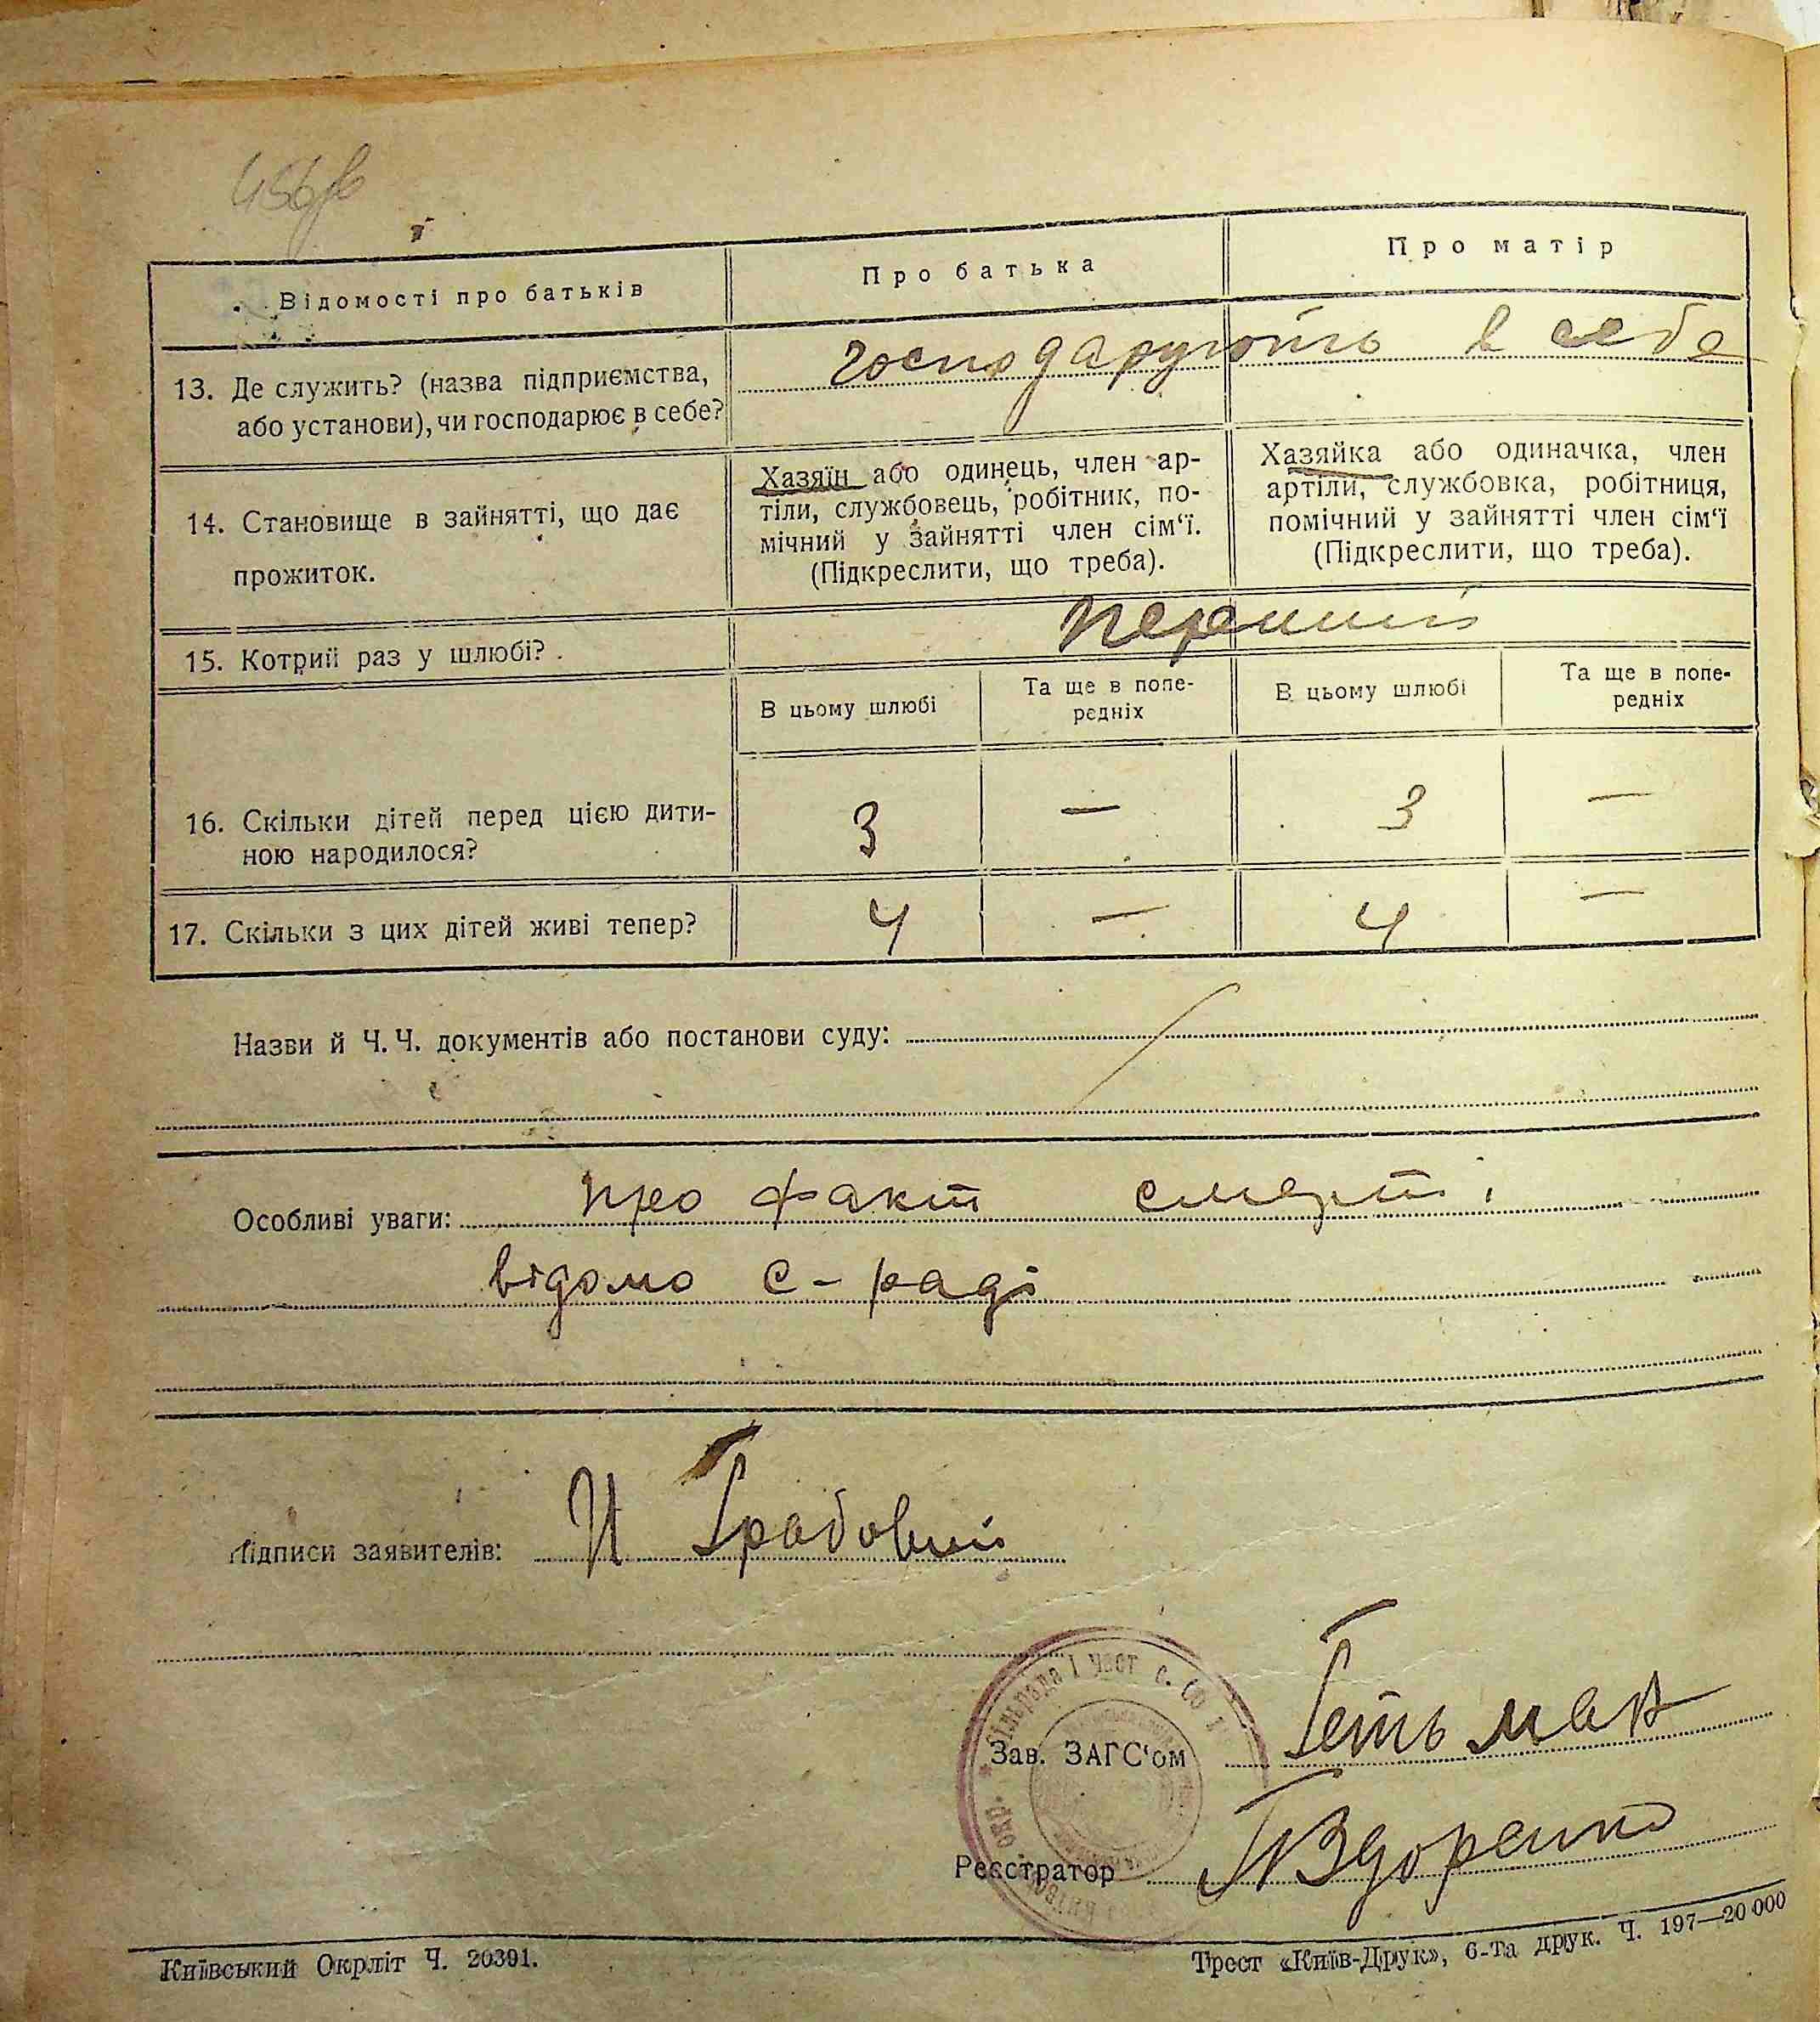 Відомості про батьків
Про батька
Про матір
13. Де служить? (назва підприємства,
або установи), чи господарює в себе?
господарують в себе
14. Становище в зайнятті, що дає
прожиток.
Хазяїн або одинець, член ар-
тіли, службовець, робітник, по-
мічний у зайнятті член сім‘ї.
(Підкреслити, що треба).
Хазяйка або одиначка, член
артіли, службовка, робітниця,
помічний у зайнятті член сім‘ї
(Підкреслити, що треба).
15. Котрий раз у шлюбі?
перший
В цьому шлюбі
Та ще в попе-
редніх
В цьому шлюбі
Та ще в попе-
редніх
16. Скільки дітей перед цією дити-
ною народилося?
3 — 3 —
17. Скільки з цих дітей живі тепер?
4 — 4 —
Назви й Ч. Ч. документів або постанови суду:
Особливі уваги: про факт смерті
відомо с-раді
Підписи заявителів: И Грабовий
Зав. ЗАГС‘ом Гетьман
Реєстратор Здоренко
Київський Окрліт Ч. 20391.
Трест «Київ-Друк», 6-та друк. Ч. 197—20 000